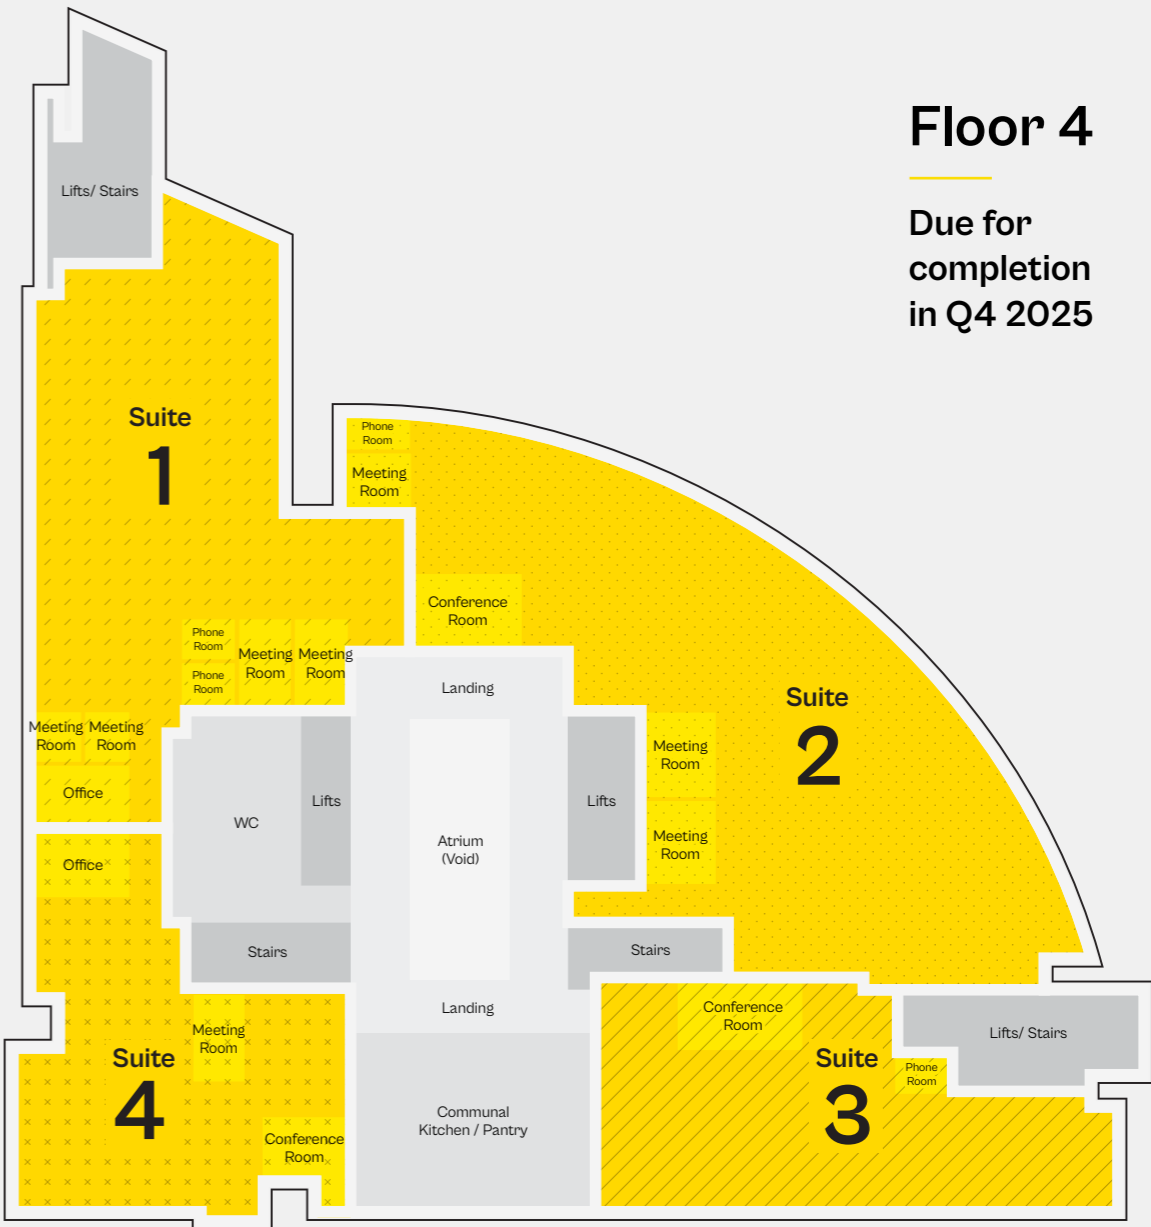 Floor 4
Due for
completion
in Q4 2025
Lifts/ Stairs
Suite
1
Phone
Room
Meeting
Room
Conference
Room
Phone
Room
Phone
Room
Meeting
Room
Meeting
Room
Landing
Suite
2
Meeting
Room
Meeting
Room
Office
Meeting
Room
Meeting
Room
Lifts
WC
Lifts
Atrium
(Void)
Office
Stairs
Stairs
Landing
Conference
Room
Lifts/ Stairs
Meeting
Room
Suite
4
Suite
3
Phone
Room
Communal
Kitchen / Pantry
Conference
Room